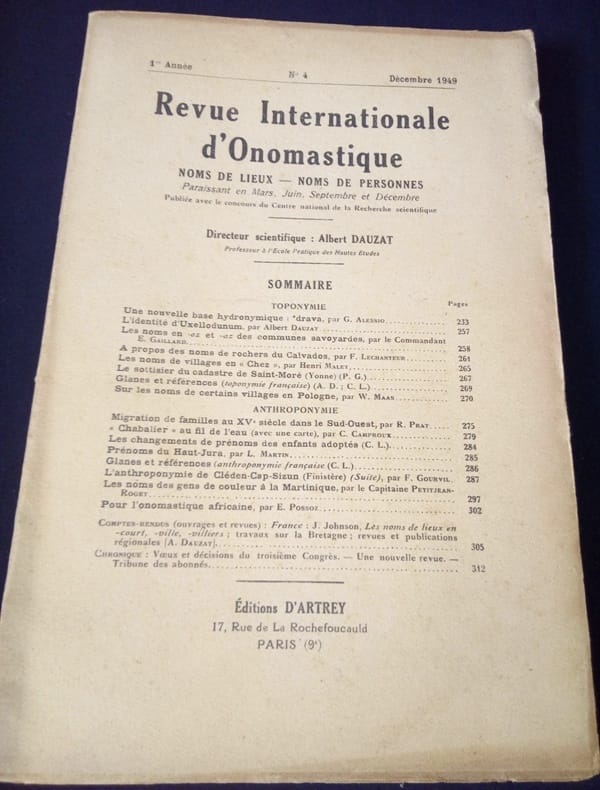 1re Année
N° 4
Décembre 1949
Revue Internationale
d'Onomastique
NOMS DE LIEUX — NOMS DE PERSONNES
Paraissant en Mars, Juin, Septembre et Décembre
Publiée avec le concours du Centre national de la Recherche scientifique
Directeur scientifique : Albert DAUZAT
Professeur à l'École Pratique des Hautes Études
SOMMAIRE
Pages
TOPONYMIE
Une nouvelle base hydronymique : *drava, par G. ALESSIO 233
L'identité d'Uxellodunum, par Albert DAUZAT 257
Les noms en -oz et -az des communes savoyardes, par le Commandant
E. GAILLARD 258
A propos des noms de rochers du Calvados, par F. LECHANTEUR 261
Les noms de villages en « Chez », par Henri MALET 265
Le sottisier du cadastre de Saint-Moré (Yonne) (P. G.) 267
Glanes et références (toponymie française) (A. D ; C. L.) 269
Sur les noms de certains villages en Pologne, par W. MAAS 270
ANTHROPONYMIE
Migration de familles au XVe siècle dans le Sud-Ouest, par R. PRAT 275
« Chabalier » au fil de l'eau (avec une carte), par C. CAMPROUX 279
Les changements de prénoms des enfants adoptés (C. L.) 284
Prénoms du Haut-Jura, par L. MARTIN 285
Glanes et références (anthroponymie française (C. L.) 286
L'anthroponymie de Cléden-Cap-Sizun (Finistère) (Suite), par F. GOURVIL. 287
Les noms des gens de couleur à la Martinique, par le Capitaine PETITJEAN-
ROGET 297
Pour l'onomastique africaine, par E. POSSOZ 302
COMPTES-RENDUS (ouvrages et revues) : France : J. Johnson, Les noms de lieux en
-court, -ville, -villiers ; travaux sur la Bretagne ; revues et publications
régionales [A. DAUZAT] 305
CHRONIQUE : Vœux et décisions du troisième Congrès. — Une nouvelle revue. —
Tribune des abonnés 312
Éditions D'ARTREY
17, Rue de La Rochefoucauld
PARIS (9e)